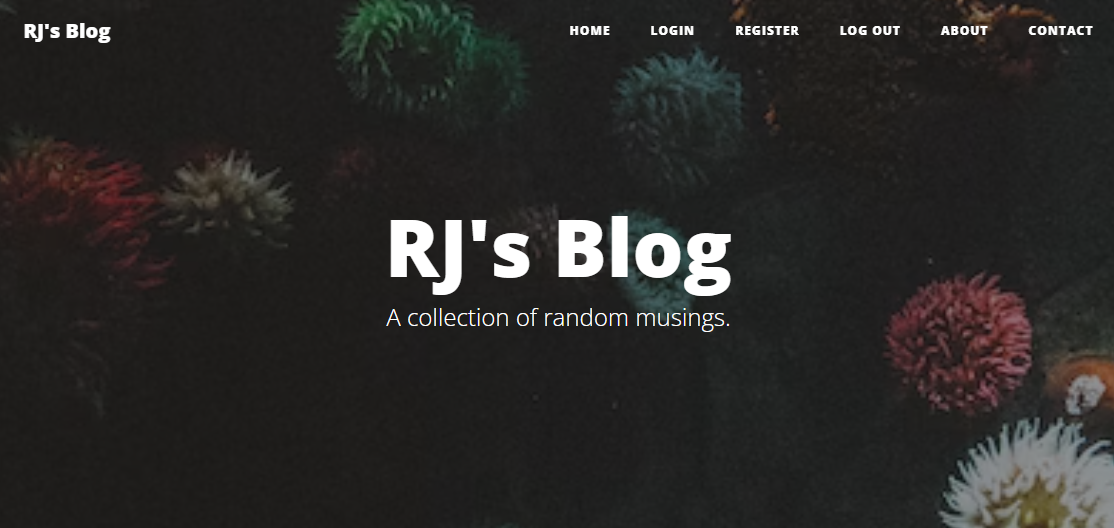 RJ's Blog
HOME LOGIN REGISTER LOG OUT ABOUT CONTACT
RJ's Blog
A collection of random musings.